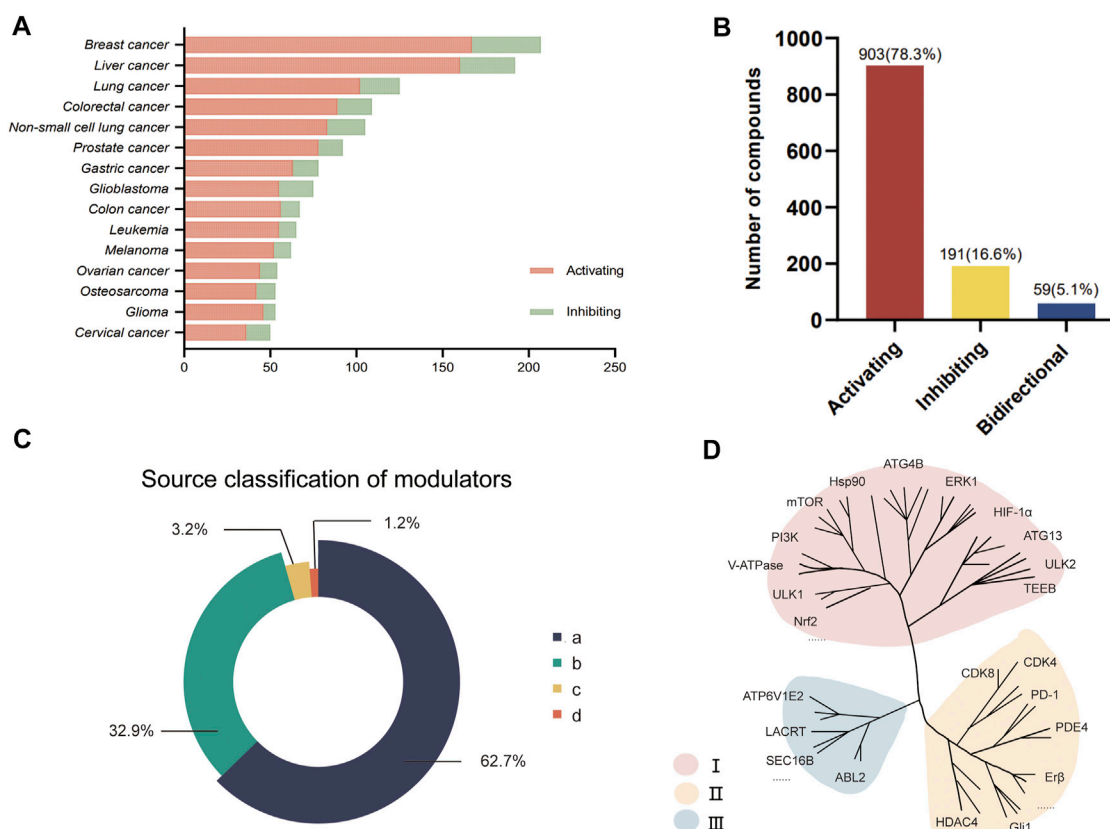 A
Breast cancer
Liver cancer
Lung cancer
Colorectal cancer
Non-small cell lung cancer
Prostate cancer
Gastric cancer
Glioblastoma
Colon cancer
Leukemia
Melanoma
Ovarian cancer
Osteosarcoma
Glioma
Cervical cancer
0 50 100 150 200 250
Activating
Inhibiting
B
Number of compounds
1000
800
600
400
200
0
903(78.3%)
191(16.6%)
59(5.1%)
Activating
Inhibiting
Bidirectional
C
Source classification of modulators
3.2%
1.2%
32.9%
62.7%
a
b
c
d
D
ATG4B
Hsp90
ERK1
mTOR
HIF-1α
PI3K
ATG13
V-ATPase
ULK2
TEEB
ULK1
Nrf2
......
CDK8
CDK4
PD-1
PDE4
Erβ
......
Gli1
HDAC4
ATP6V1E2
LACRT
SEC16B
......
ABL2
I
II
III